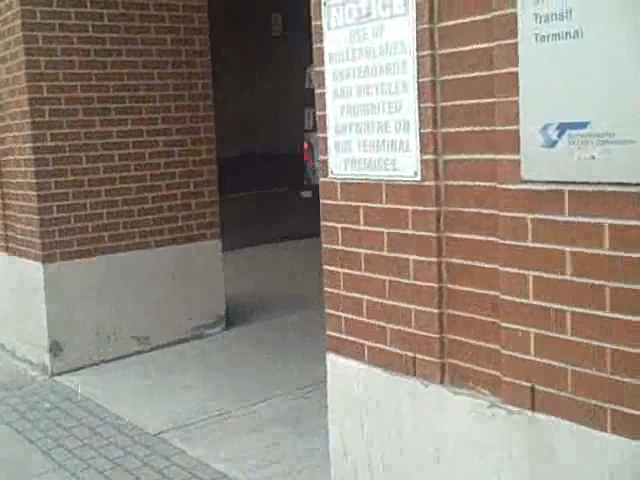 NOTICE
USE OF
ROLLERBLADES,
SKATEBOARDS
AND BICYCLES
PROHIBITED
ANYWHERE ON
BUS TERMINAL
PREMISES
Transit
Terminal